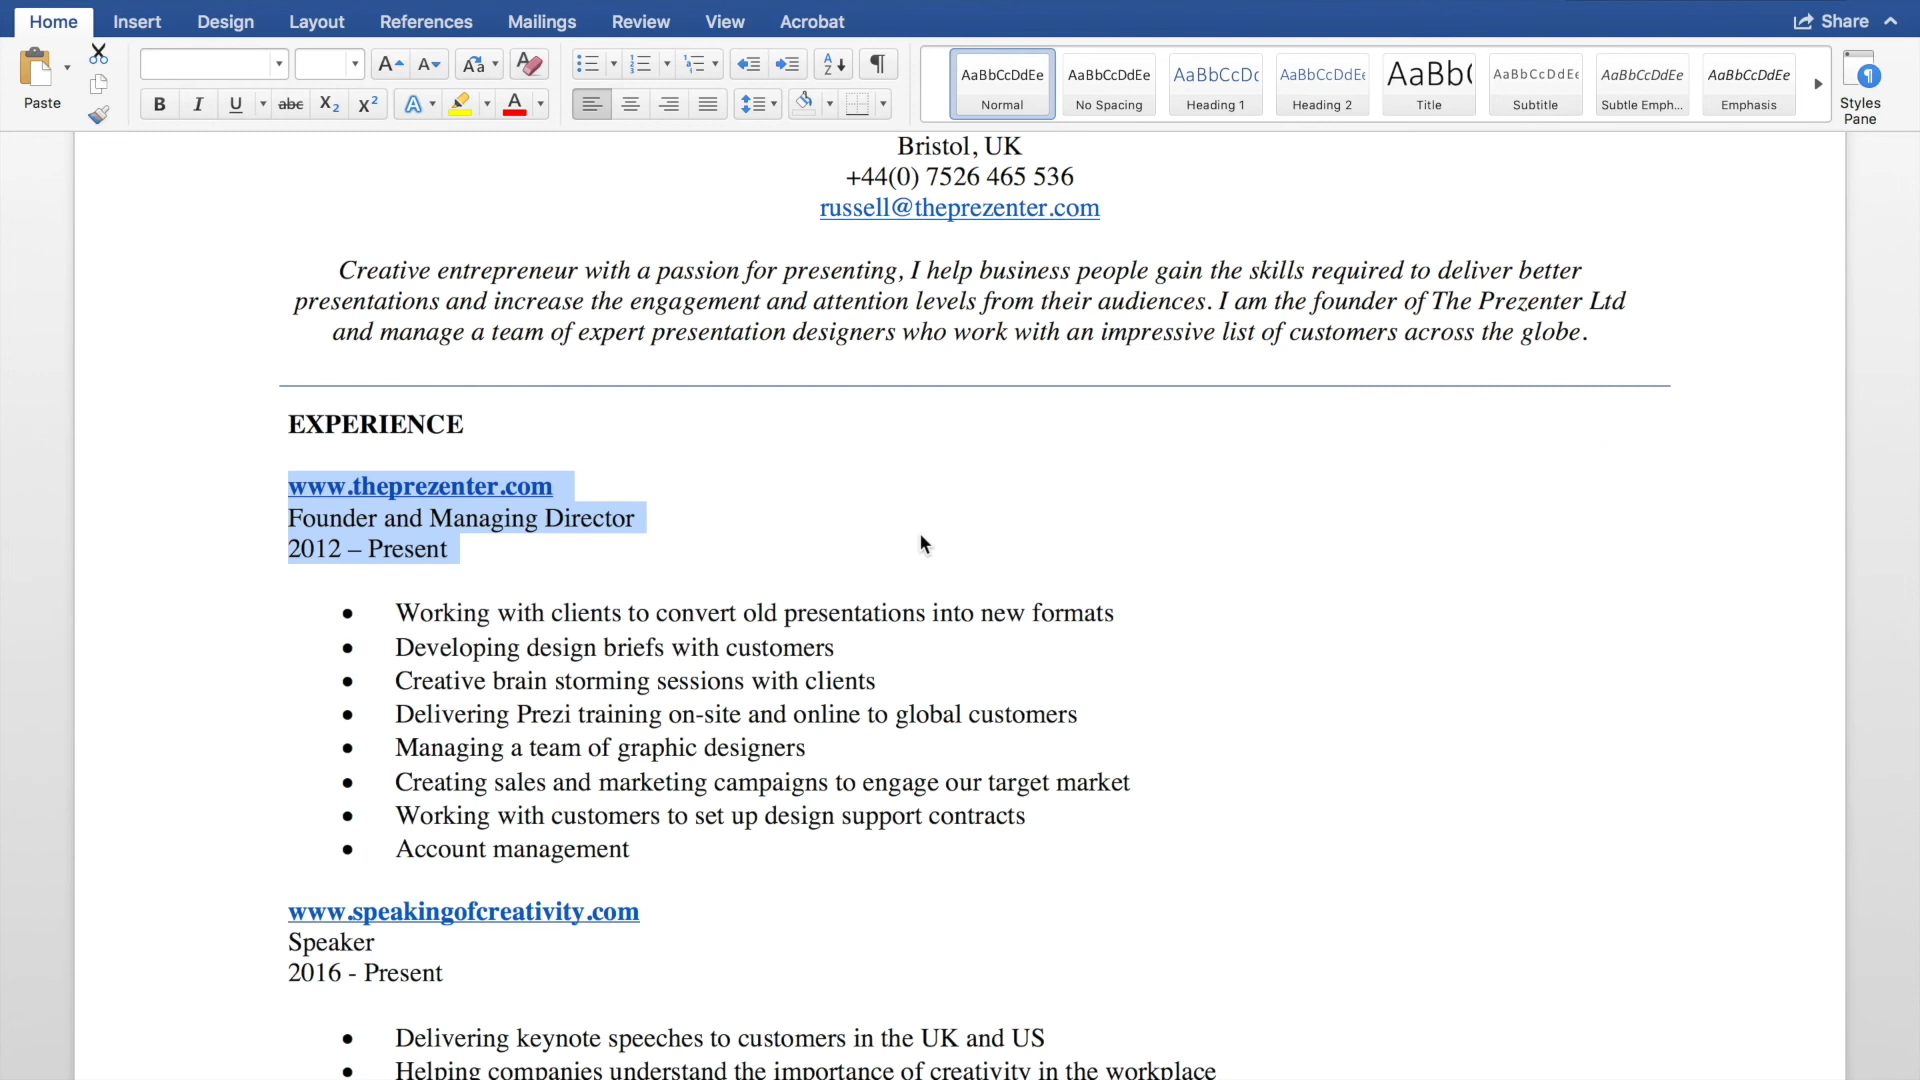 Home Insert Design Layout References Mailings Review View Acrobat Share
Paste
A A Aa A
B I U abc X2 X2 A A
A Z
AaBbCcDdEe AaBbCcDdEe AaBbCcDc AaBbCcDdEe AaBb( AaBbCcDdEe AaBbCcDdEe AaBbCcDdEe
Normal No Spacing Heading 1 Heading 2 Title Subtitle Subtle Emph... Emphasis
Styles
Pane
Bristol, UK
+44(0) 7526 465 536
russell@theprezenter.com
Creative entrepreneur with a passion for presenting, I help business people gain the skills required to deliver better
presentations and increase the engagement and attention levels from their audiences. I am the founder of The Prezenter Ltd
and manage a team of expert presentation designers who work with an impressive list of customers across the globe.
EXPERIENCE
www.theprezenter.com
Founder and Managing Director
2012 – Present
• Working with clients to convert old presentations into new formats
• Developing design briefs with customers
• Creative brain storming sessions with clients
• Delivering Prezi training on-site and online to global customers
• Managing a team of graphic designers
• Creating sales and marketing campaigns to engage our target market
• Working with customers to set up design support contracts
• Account management
www.speakingofcreativity.com
Speaker
2016 - Present
• Delivering keynote speeches to customers in the UK and US
• Helping companies understand the importance of creativity in the workplace